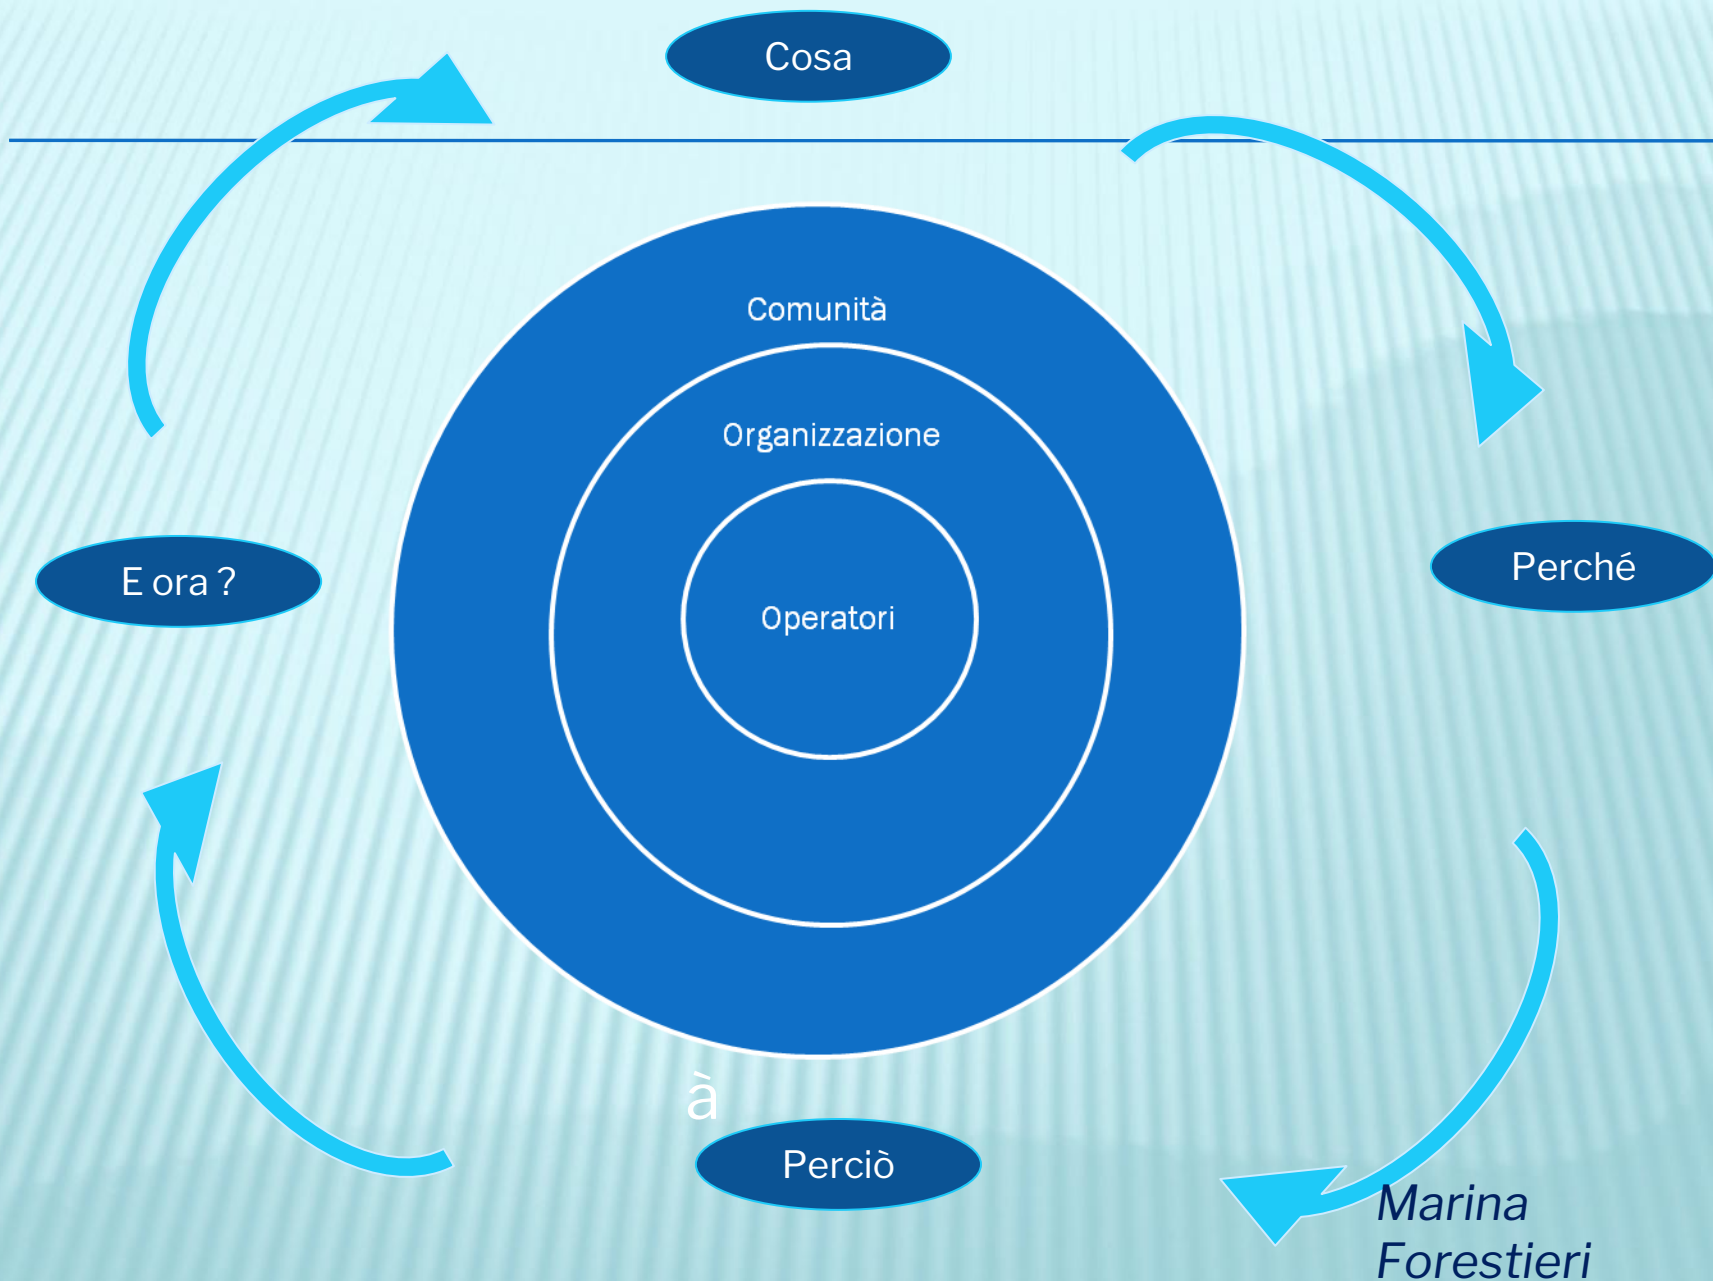 Cosa
Comunità
Organizzazione
E ora ?
Operatori
Perché
à
Perciò
Marina
Forestieri